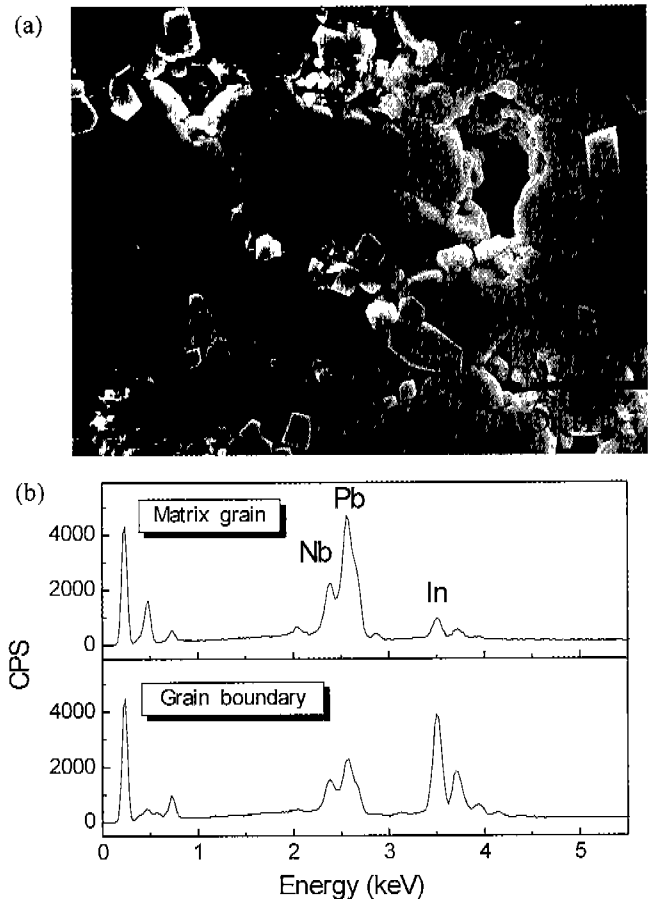 (a)
(b)
Matrix grain
Pb
Nb
In
4000
2000
0
CPS
Grain boundary
4000
2000
0
0 1 2 3 4 5
Energy (keV)